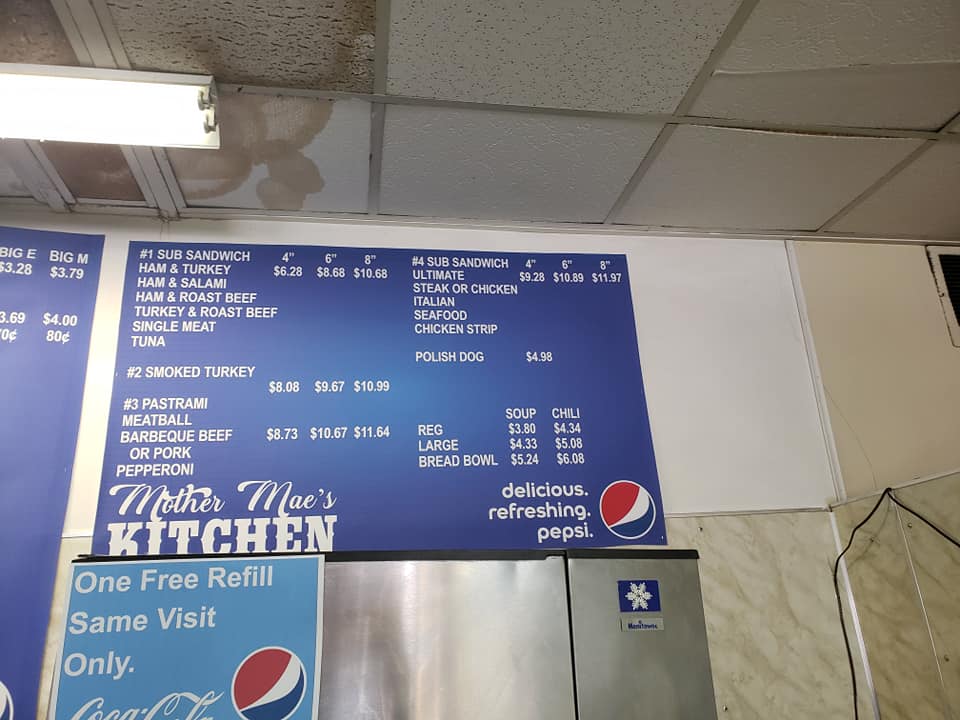 BIG E BIG M
$3.28 $3.79
3.69 $4.00
0¢ 80¢
#1 SUB SANDWICH 4” 6” 8”
HAM & TURKEY $6.28 $8.68 $10.68
HAM & SALAMI
HAM & ROAST BEEF
TURKEY & ROAST BEEF
SINGLE MEAT
TUNA
#2 SMOKED TURKEY
$8.08 $9.67 $10.99
#3 PASTRAMI
MEATBALL
BARBEQUE BEEF $8.73 $10.67 $11.64
OR PORK
PEPPERONI
#4 SUB SANDWICH 4” 6” 8”
ULTIMATE $9.28 $10.89 $11.97
STEAK OR CHICKEN
ITALIAN
SEAFOOD
CHICKEN STRIP
POLISH DOG $4.98
SOUP CHILI
REG $3.80 $4.34
LARGE $4.33 $5.08
BREAD BOWL $5.24 $6.08
Mother Mae's
KITCHEN
delicious.
refreshing.
pepsi.
One Free Refill
Same Visit
Only.
Coca-Cola
Manitowoc